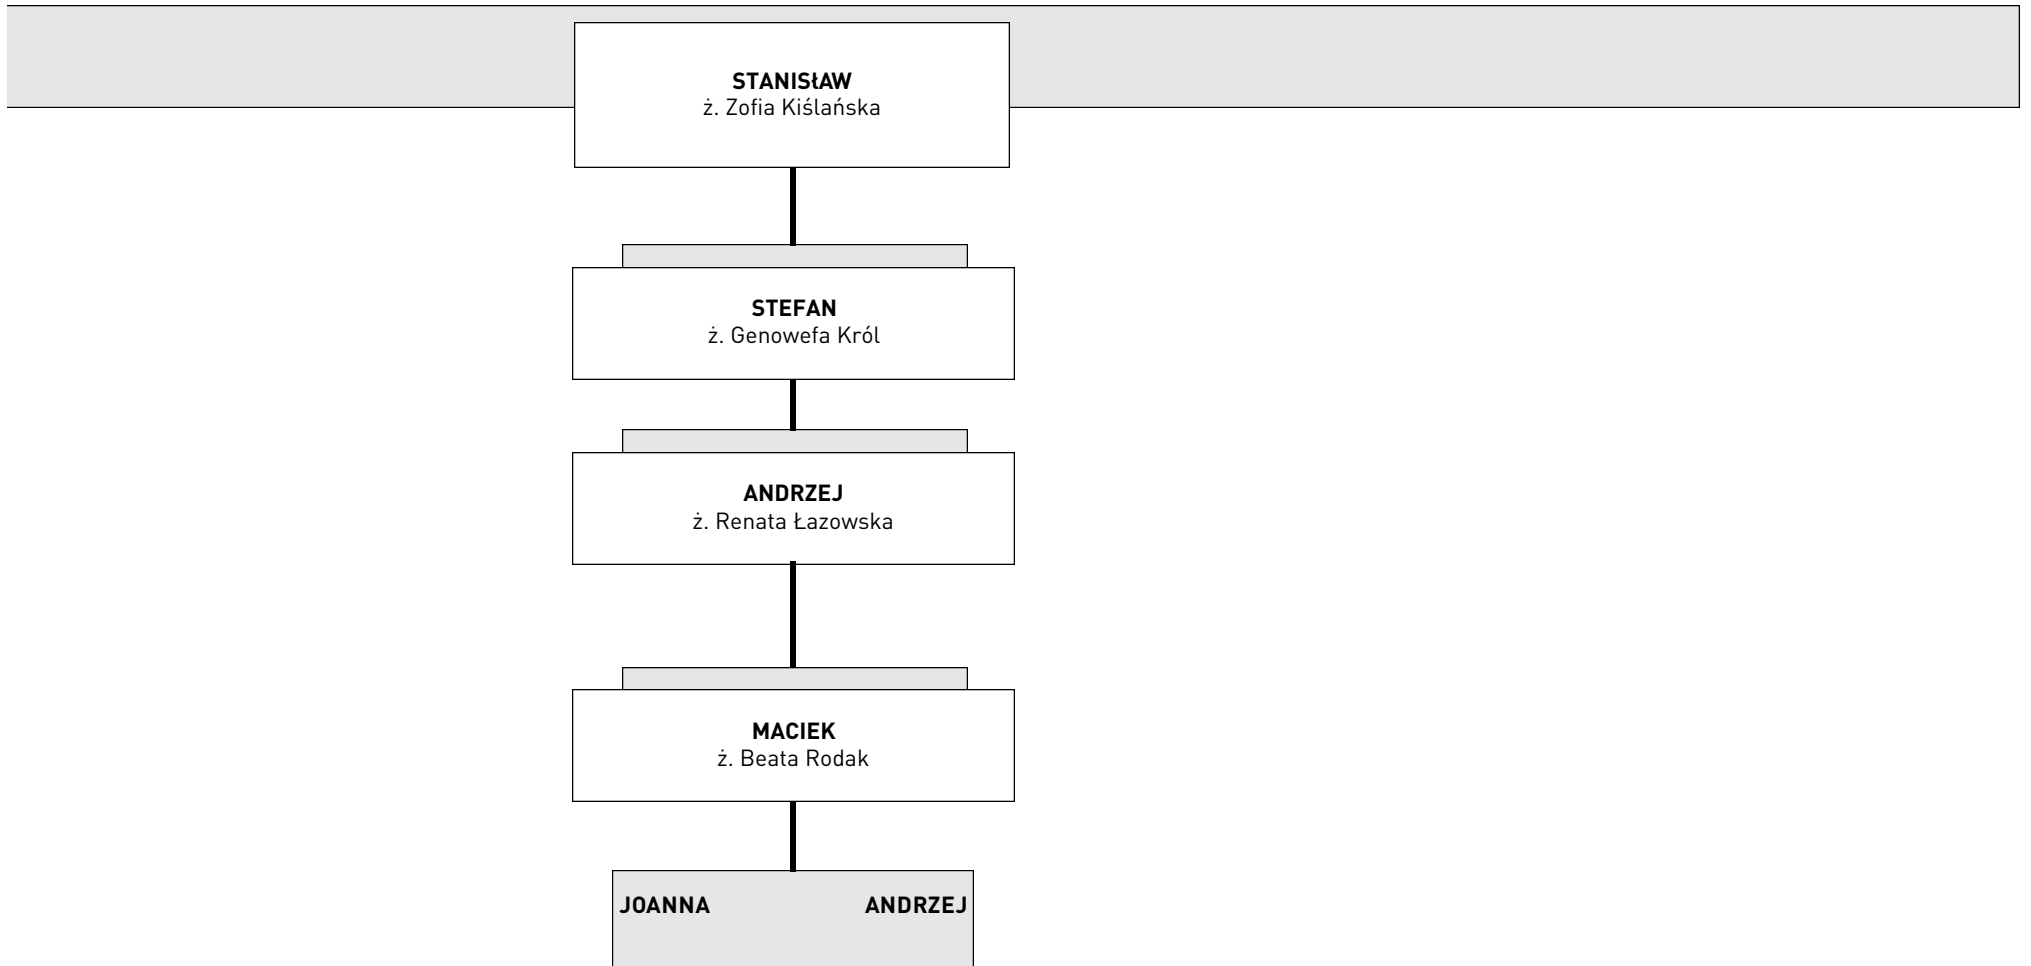 STANISŁAW
ż. Zofia Kiślańska
STEFAN
ż. Genowefa Król
ANDRZEJ
ż. Renata Łazowska
MACIEK
ż. Beata Rodak
JOANNA ANDRZEJ